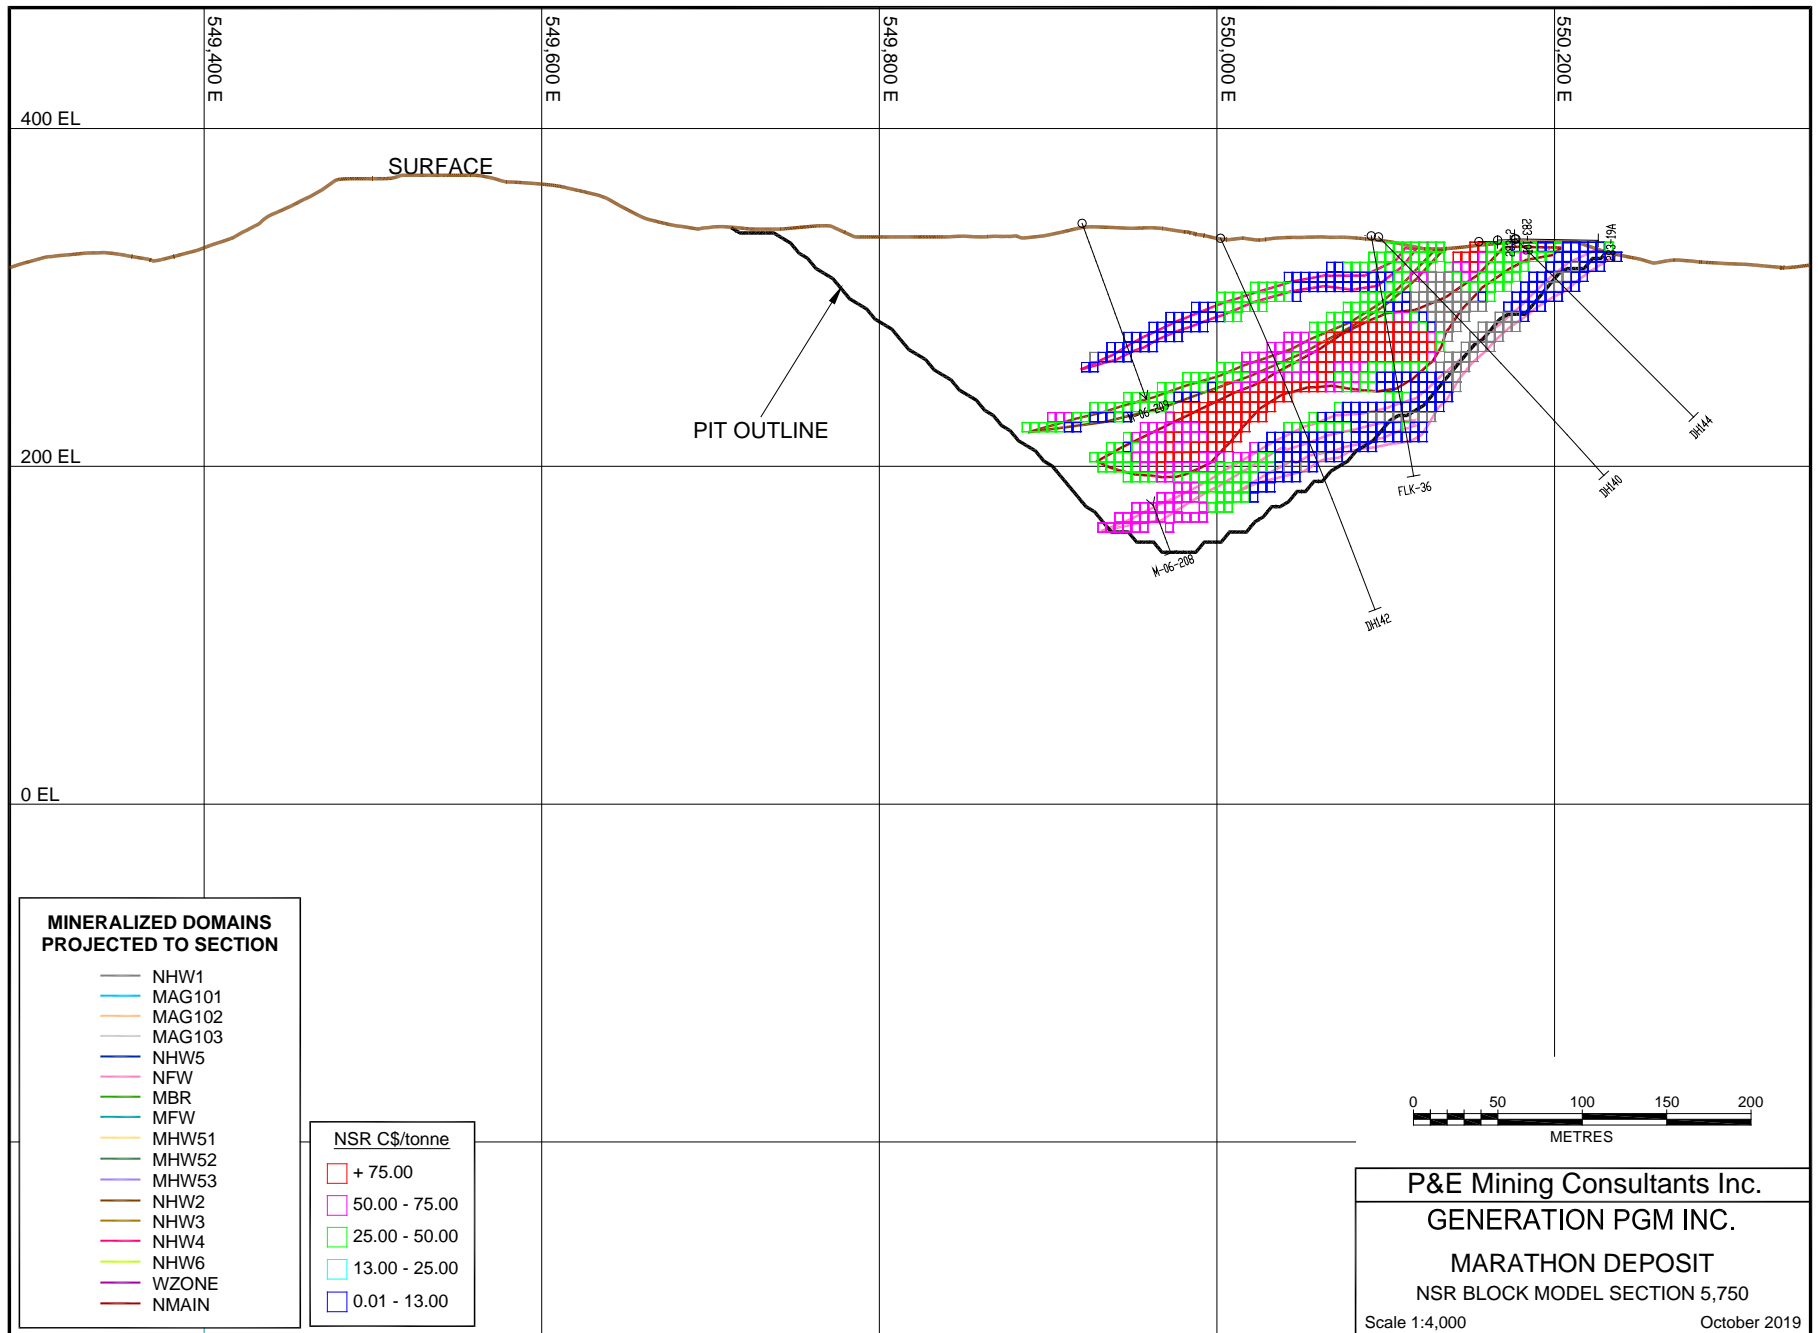 549,400 E
549,600 E
549,800 E
550,000 E
550,200 E
400 EL
SURFACE
200 EL
PIT OUTLINE
0 EL
M-06-209
M-06-208
FLK-36
DH140
DH142
DH144
MINERALIZED DOMAINS
PROJECTED TO SECTION
NHW1
MAG101
MAG102
MAG103
NHW5
NFW
MBR
MFW
MHW51
MHW52
MHW53
NHW2
NHW3
NHW4
NHW6
WZONE
NMAIN
NSR C$/tonne
+ 75.00
50.00 - 75.00
25.00 - 50.00
13.00 - 25.00
0.01 - 13.00
0 50 100 150 200
METRES
P&E Mining Consultants Inc.
GENERATION PGM INC.
MARATHON DEPOSIT
NSR BLOCK MODEL SECTION 5,750
Scale 1:4,000 October 2019